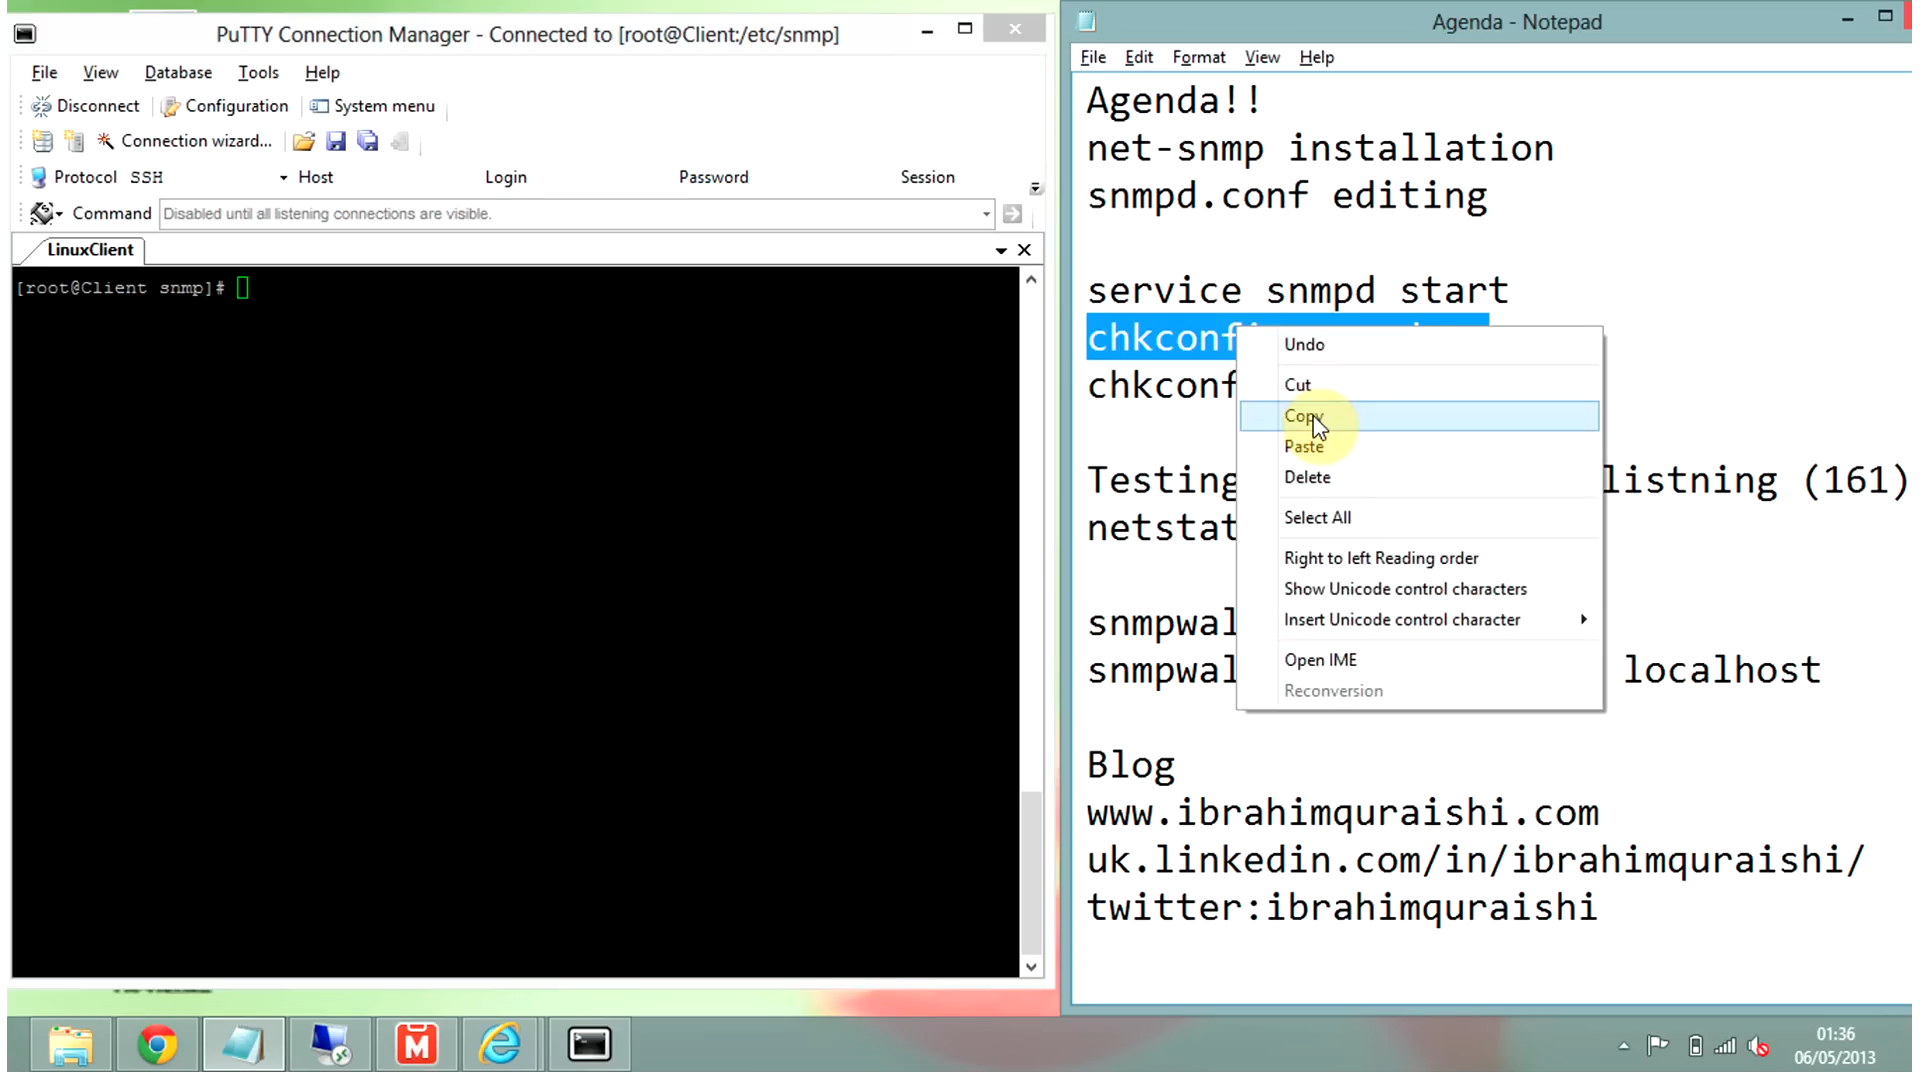 PuTTY Connection Manager - Connected to [root@Client:/etc/snmp]
File View Database Tools Help
Disconnect Configuration System menu
Connection wizard...
Protocol SSH Host Login Password Session
Command Disabled until all listening connections are visible.
LinuxClient
[root@Client snmp]#
Agenda - Notepad
File Edit Format View Help
Agenda!!
net-snmp installation
snmpd.conf editing
service snmpd start
chkconf
chkconf
Testing listning (161)
netstat
snmpwal
snmpwal localhost
Blog
www.ibrahimquraishi.com
uk.linkedin.com/in/ibrahimquraishi/
twitter:ibrahimquraishi
Undo
Cut
Copy
Paste
Delete
Select All
Right to left Reading order
Show Unicode control characters
Insert Unicode control character
Open IME
Reconversion
01:36
06/05/2013